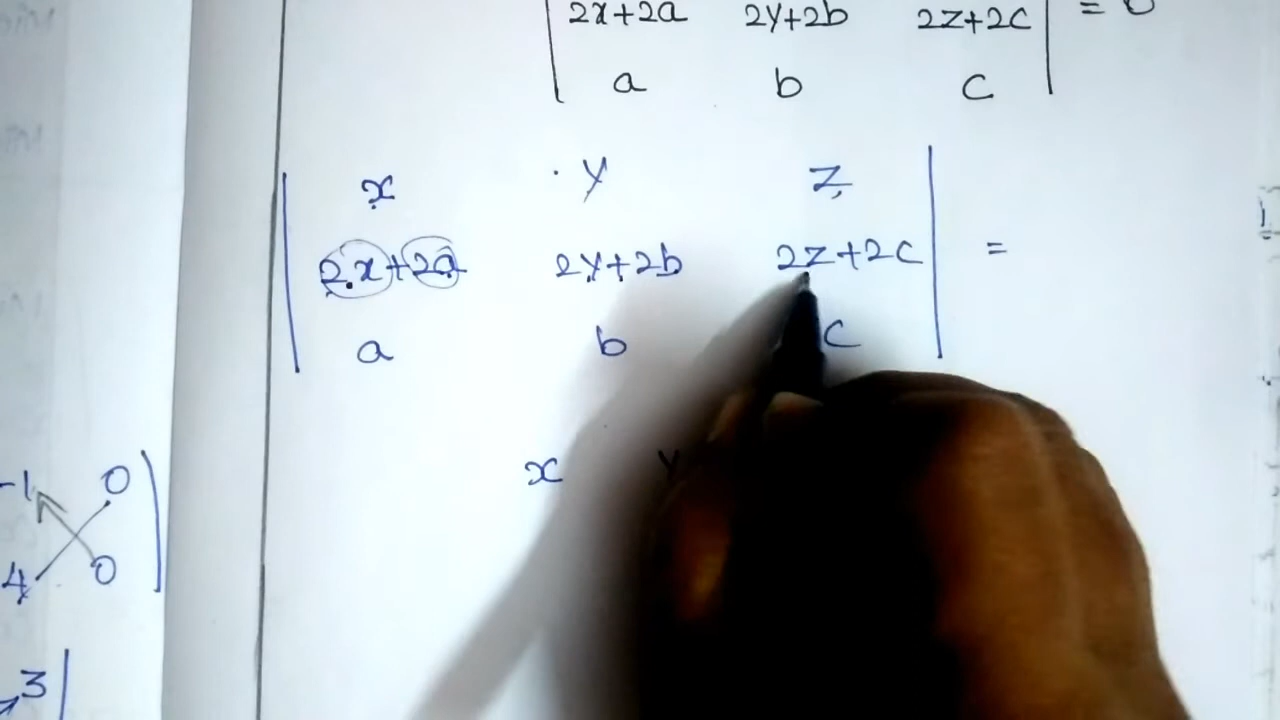 2x+2a 2y+2b 2z+2c = 0
a b c
x y z
2x+2a 2y+2b 2z+2c =
a b c
x y
-1 0
4 0
3